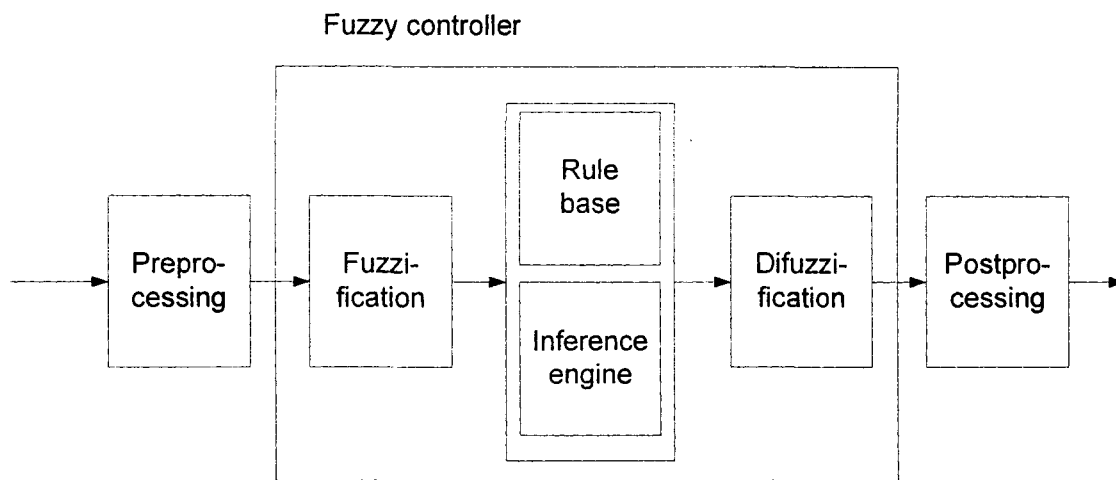 Fuzzy controller
Prepro-
cessing
Fuzzi-
fication
Rule
base
Inference
engine
Difuzzi-
fication
Postpro-
cessing